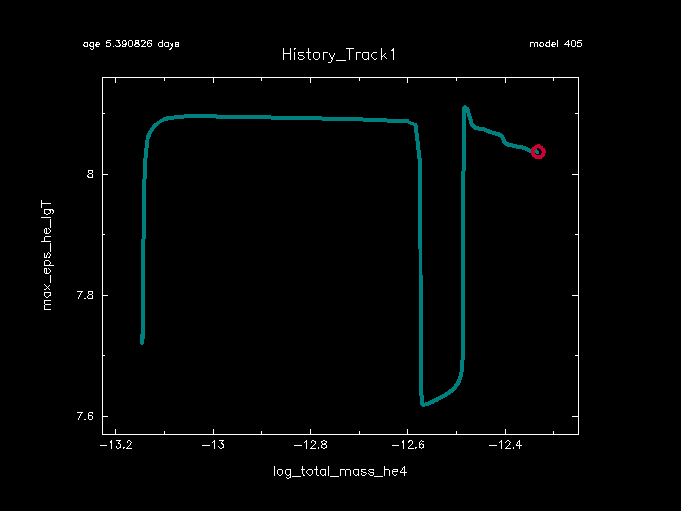 age 5.390826 days
model 405
History_Track1
8
7.8
7.6
max_eps_he_lgT
-13.2
-13
-12.8
-12.6
-12.4
log_total_mass_he4